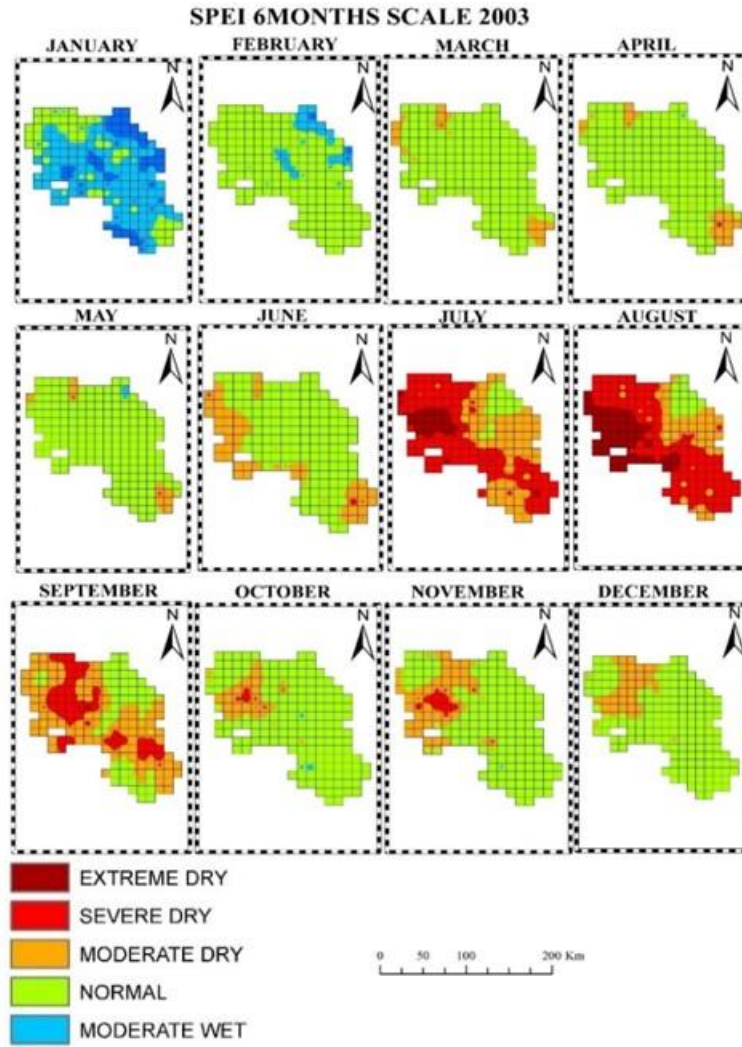 SPEI 6MONTHS SCALE 2003
JANUARY FEBRUARY MARCH APRIL
N N N N
MAY JUNE JULY AUGUST
N N N N
SEPTEMBER OCTOBER NOVEMBER DECEMBER
N N N N
EXTREME DRY
SEVERE DRY
MODERATE DRY
NORMAL
MODERATE WET
0 50 100 200 Km